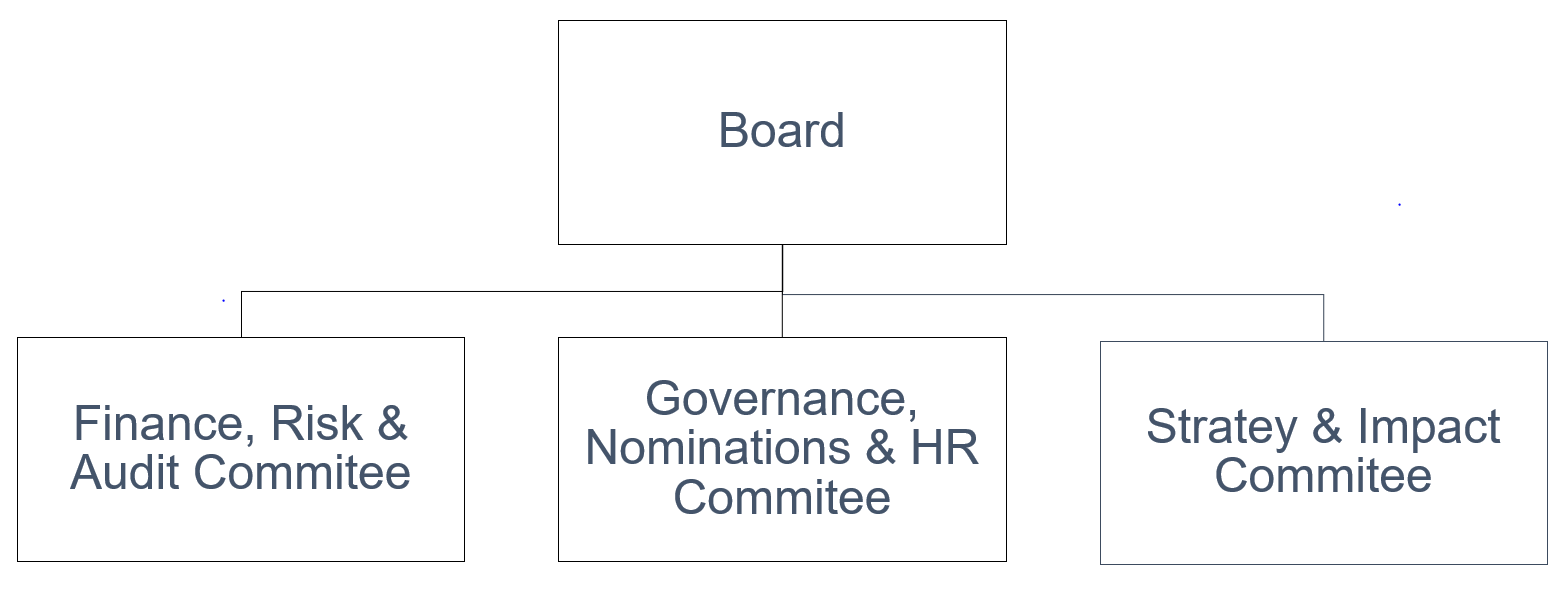 Board
Finance, Risk &
Audit Commitee
Governance,
Nominations & HR
Commitee
Stratey & Impact
Commitee